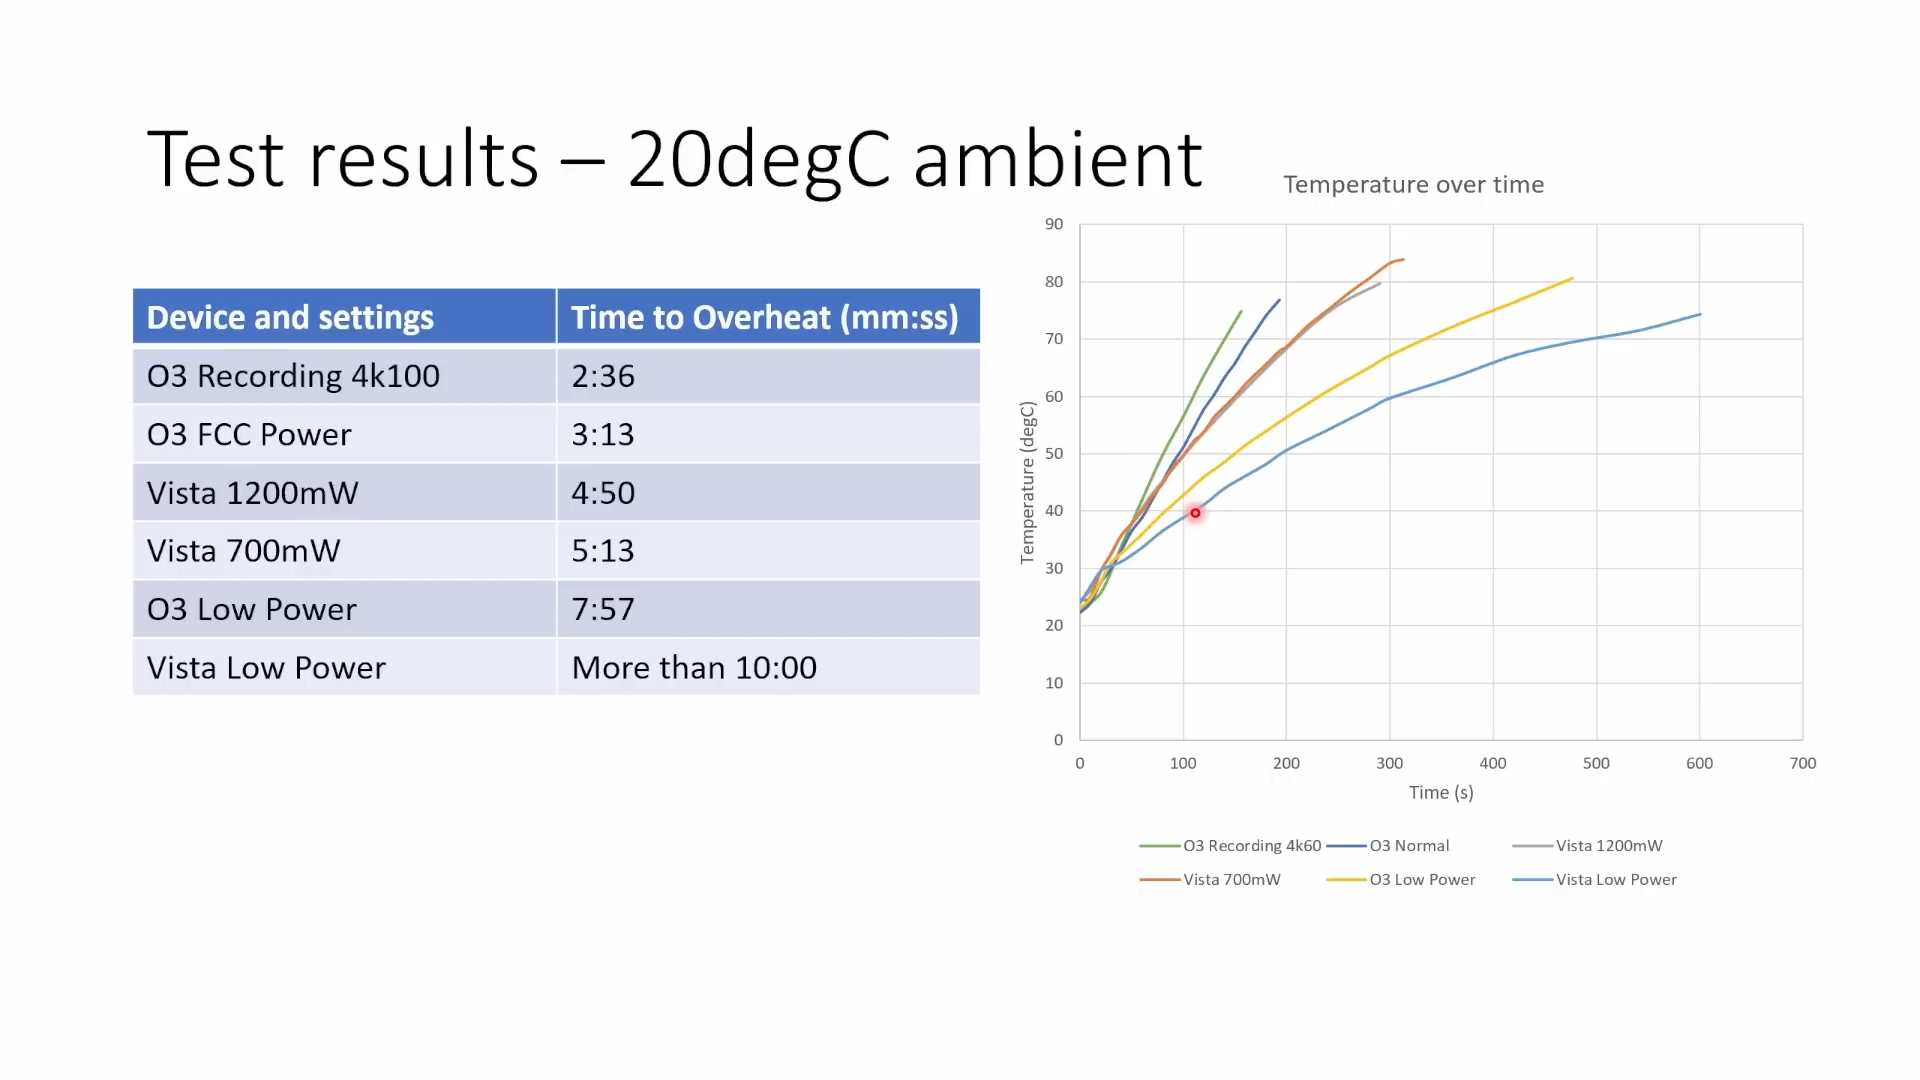 Test results – 20degC ambient
Device and settings Time to Overheat (mm:ss)
O3 Recording 4k100 2:36
O3 FCC Power 3:13
Vista 1200mW 4:50
Vista 700mW 5:13
O3 Low Power 7:57
Vista Low Power More than 10:00
Temperature over time
Temperature (degC)
90
80
70
60
50
40
30
20
10
0
0 100 200 300 400 500 600 700
Time (s)
O3 Recording 4k60 O3 Normal Vista 1200mW
Vista 700mW O3 Low Power Vista Low Power